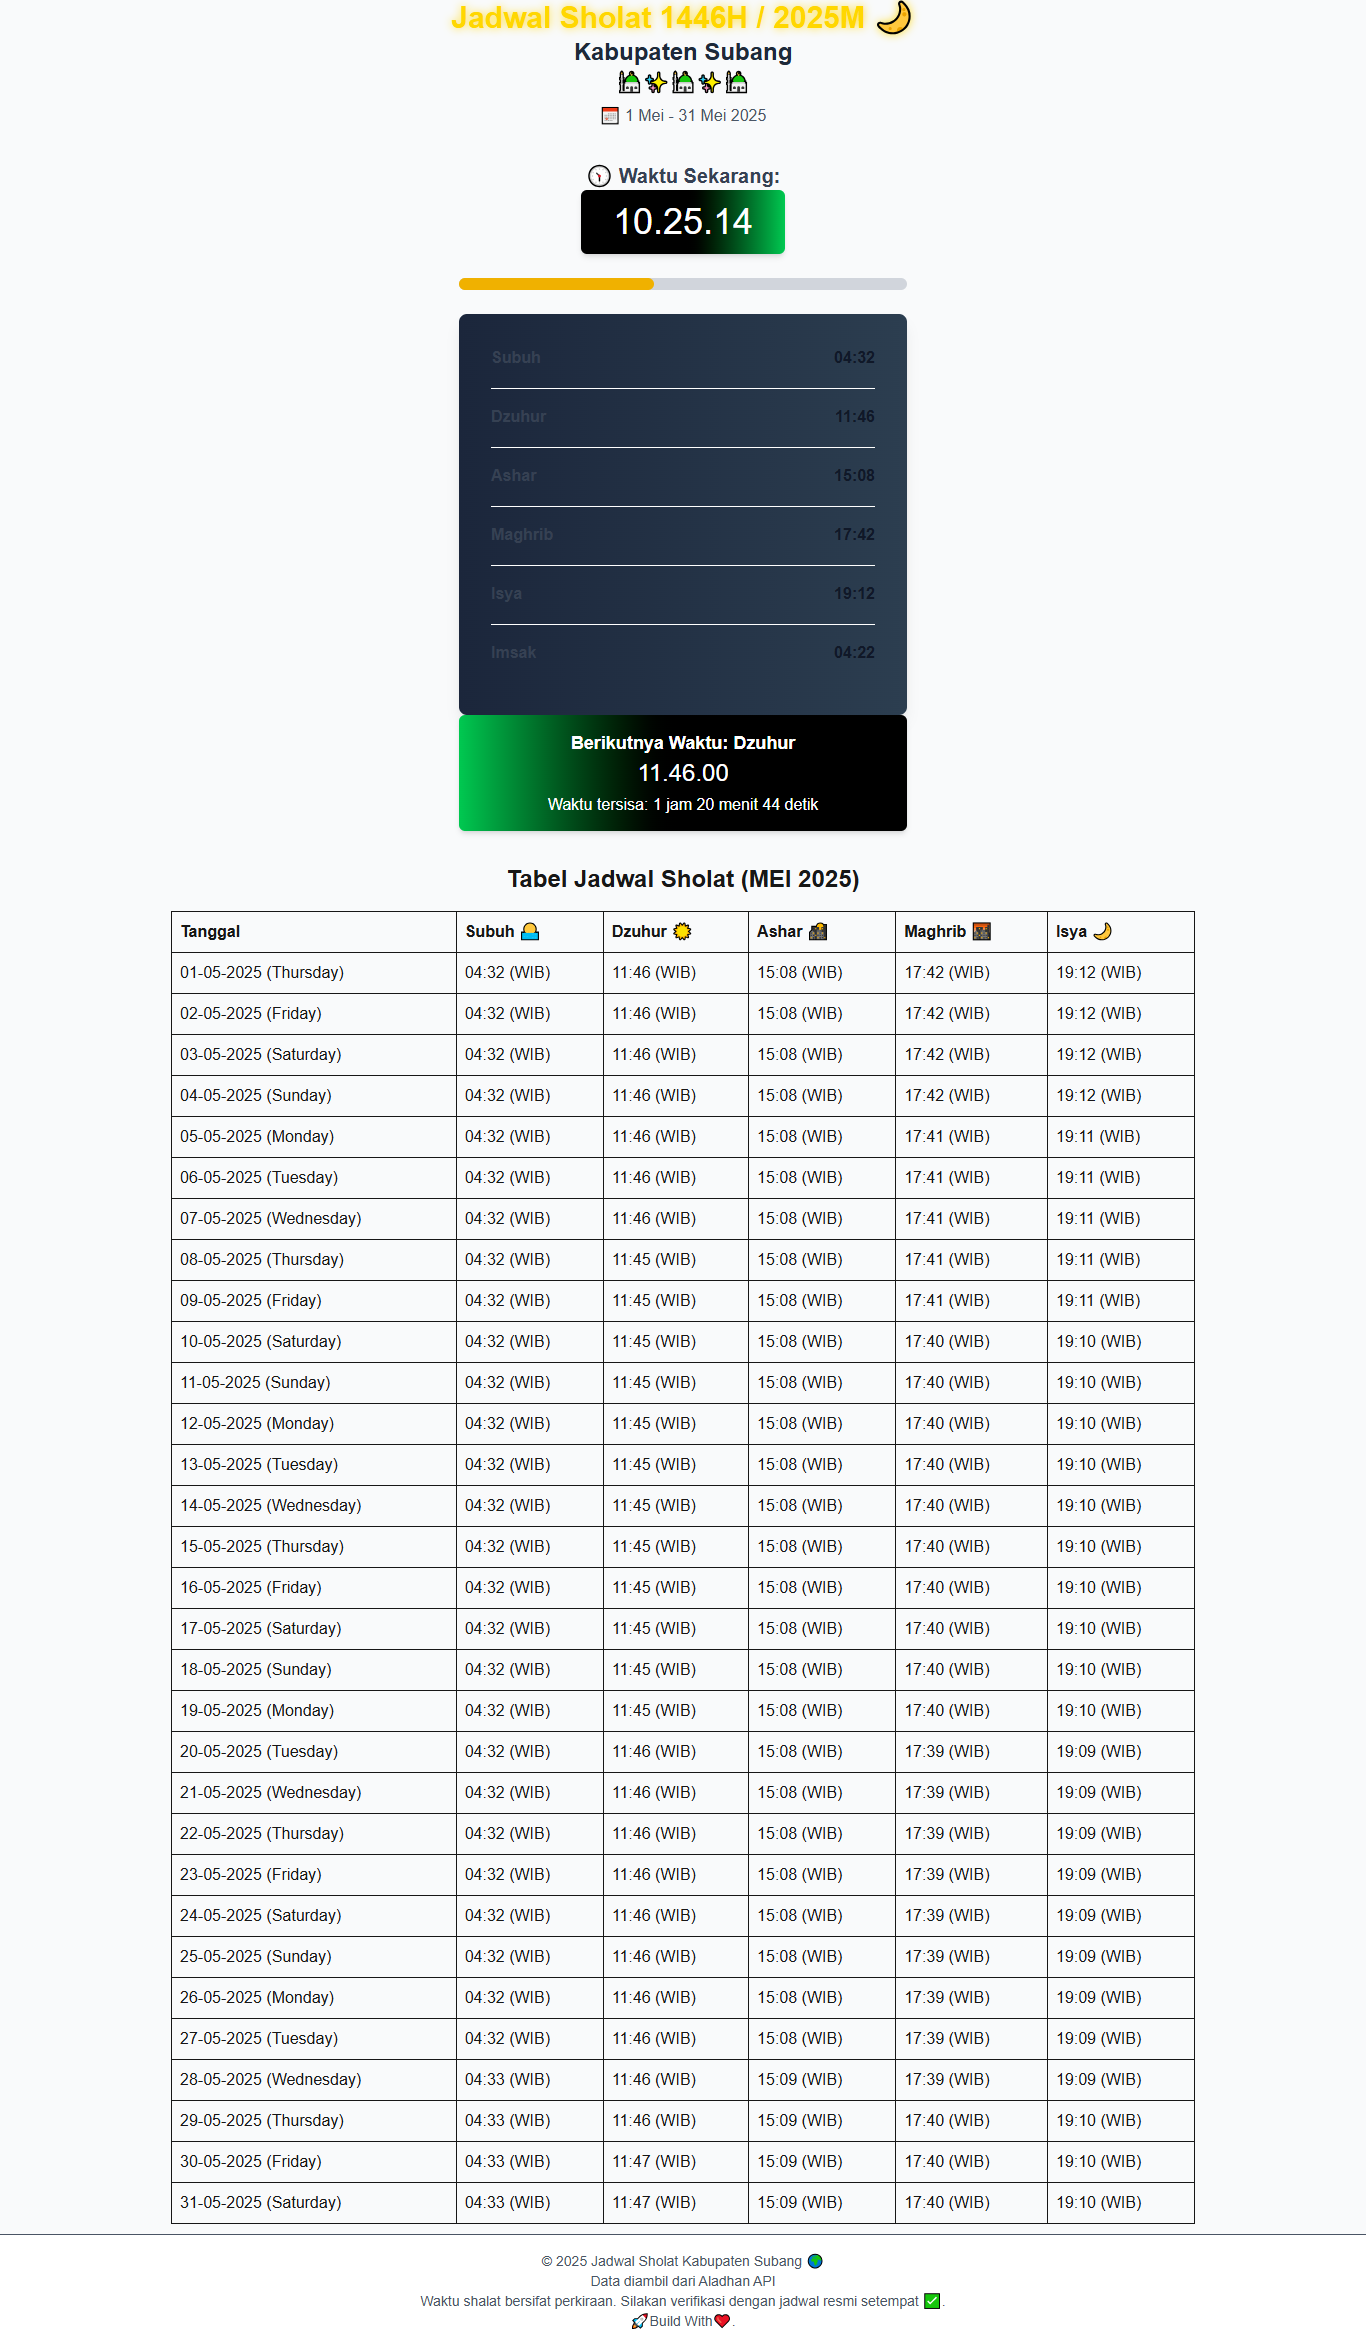 Jadwal Sholat 1446H / 2025M 🌙
Kabupaten Subang
🕌✨🕌✨🕌
📅 1 Mei - 31 Mei 2025
🕥 Waktu Sekarang:
10.25.14
Subuh 04:32
Dzuhur 11:46
Ashar 15:08
Maghrib 17:42
Isya 19:12
Imsak 04:22
Berikutnya Waktu: Dzuhur
11.46.00
Waktu tersisa: 1 jam 20 menit 44 detik
Tabel Jadwal Sholat (MEI 2025)
Tanggal Subuh 🌅 Dzuhur ☀️ Ashar 🌇 Maghrib 🌆 Isya 🌙
01-05-2025 (Thursday) 04:32 (WIB) 11:46 (WIB) 15:08 (WIB) 17:42 (WIB) 19:12 (WIB)
02-05-2025 (Friday) 04:32 (WIB) 11:46 (WIB) 15:08 (WIB) 17:42 (WIB) 19:12 (WIB)
03-05-2025 (Saturday) 04:32 (WIB) 11:46 (WIB) 15:08 (WIB) 17:42 (WIB) 19:12 (WIB)
04-05-2025 (Sunday) 04:32 (WIB) 11:46 (WIB) 15:08 (WIB) 17:42 (WIB) 19:12 (WIB)
05-05-2025 (Monday) 04:32 (WIB) 11:46 (WIB) 15:08 (WIB) 17:41 (WIB) 19:11 (WIB)
06-05-2025 (Tuesday) 04:32 (WIB) 11:46 (WIB) 15:08 (WIB) 17:41 (WIB) 19:11 (WIB)
07-05-2025 (Wednesday) 04:32 (WIB) 11:46 (WIB) 15:08 (WIB) 17:41 (WIB) 19:11 (WIB)
08-05-2025 (Thursday) 04:32 (WIB) 11:45 (WIB) 15:08 (WIB) 17:41 (WIB) 19:11 (WIB)
09-05-2025 (Friday) 04:32 (WIB) 11:45 (WIB) 15:08 (WIB) 17:41 (WIB) 19:11 (WIB)
10-05-2025 (Saturday) 04:32 (WIB) 11:45 (WIB) 15:08 (WIB) 17:40 (WIB) 19:10 (WIB)
11-05-2025 (Sunday) 04:32 (WIB) 11:45 (WIB) 15:08 (WIB) 17:40 (WIB) 19:10 (WIB)
12-05-2025 (Monday) 04:32 (WIB) 11:45 (WIB) 15:08 (WIB) 17:40 (WIB) 19:10 (WIB)
13-05-2025 (Tuesday) 04:32 (WIB) 11:45 (WIB) 15:08 (WIB) 17:40 (WIB) 19:10 (WIB)
14-05-2025 (Wednesday) 04:32 (WIB) 11:45 (WIB) 15:08 (WIB) 17:40 (WIB) 19:10 (WIB)
15-05-2025 (Thursday) 04:32 (WIB) 11:45 (WIB) 15:08 (WIB) 17:40 (WIB) 19:10 (WIB)
16-05-2025 (Friday) 04:32 (WIB) 11:45 (WIB) 15:08 (WIB) 17:40 (WIB) 19:10 (WIB)
17-05-2025 (Saturday) 04:32 (WIB) 11:45 (WIB) 15:08 (WIB) 17:40 (WIB) 19:10 (WIB)
18-05-2025 (Sunday) 04:32 (WIB) 11:45 (WIB) 15:08 (WIB) 17:40 (WIB) 19:10 (WIB)
19-05-2025 (Monday) 04:32 (WIB) 11:45 (WIB) 15:08 (WIB) 17:40 (WIB) 19:10 (WIB)
20-05-2025 (Tuesday) 04:32 (WIB) 11:46 (WIB) 15:08 (WIB) 17:39 (WIB) 19:09 (WIB)
21-05-2025 (Wednesday) 04:32 (WIB) 11:46 (WIB) 15:08 (WIB) 17:39 (WIB) 19:09 (WIB)
22-05-2025 (Thursday) 04:32 (WIB) 11:46 (WIB) 15:08 (WIB) 17:39 (WIB) 19:09 (WIB)
23-05-2025 (Friday) 04:32 (WIB) 11:46 (WIB) 15:08 (WIB) 17:39 (WIB) 19:09 (WIB)
24-05-2025 (Saturday) 04:32 (WIB) 11:46 (WIB) 15:08 (WIB) 17:39 (WIB) 19:09 (WIB)
25-05-2025 (Sunday) 04:32 (WIB) 11:46 (WIB) 15:08 (WIB) 17:39 (WIB) 19:09 (WIB)
26-05-2025 (Monday) 04:32 (WIB) 11:46 (WIB) 15:08 (WIB) 17:39 (WIB) 19:09 (WIB)
27-05-2025 (Tuesday) 04:32 (WIB) 11:46 (WIB) 15:08 (WIB) 17:39 (WIB) 19:09 (WIB)
28-05-2025 (Wednesday) 04:33 (WIB) 11:46 (WIB) 15:09 (WIB) 17:39 (WIB) 19:09 (WIB)
29-05-2025 (Thursday) 04:33 (WIB) 11:46 (WIB) 15:09 (WIB) 17:40 (WIB) 19:10 (WIB)
30-05-2025 (Friday) 04:33 (WIB) 11:47 (WIB) 15:09 (WIB) 17:40 (WIB) 19:10 (WIB)
31-05-2025 (Saturday) 04:33 (WIB) 11:47 (WIB) 15:09 (WIB) 17:40 (WIB) 19:10 (WIB)
© 2025 Jadwal Sholat Kabupaten Subang 🌍
Data diambil dari Aladhan API
Waktu shalat bersifat perkiraan. Silakan verifikasi dengan jadwal resmi setempat ✅.
🚀Build With❤️.